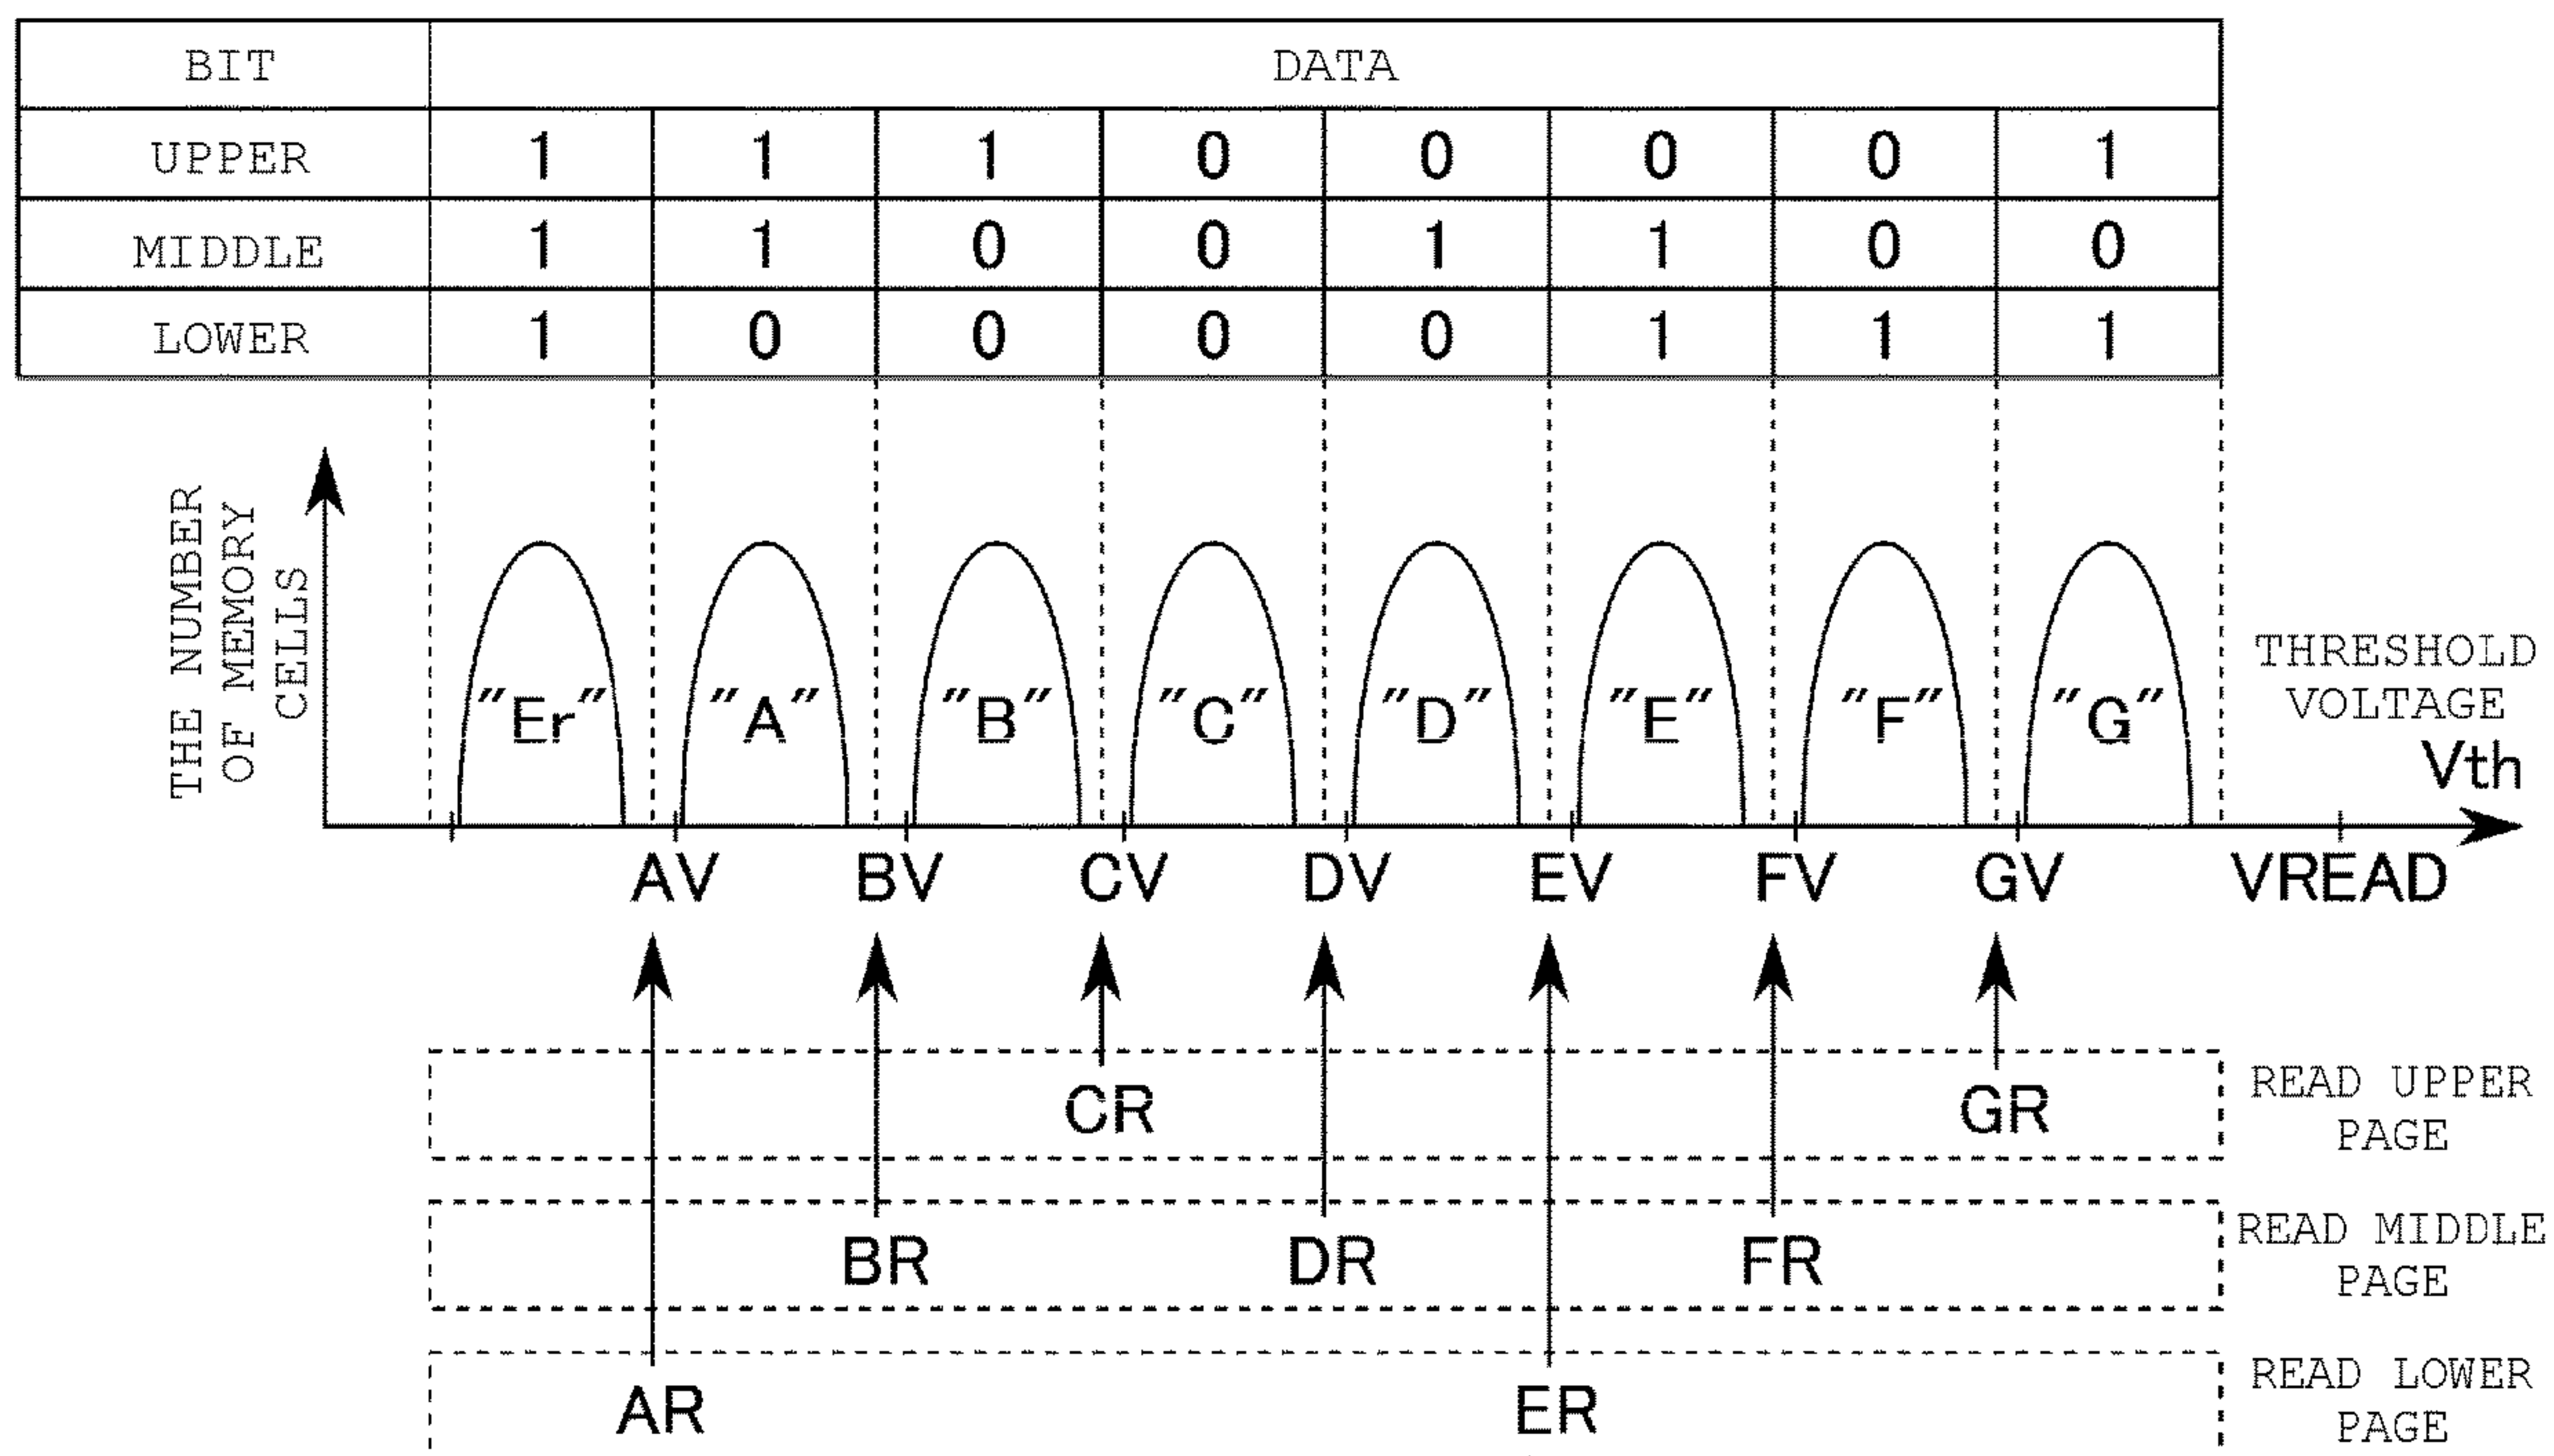 BIT DATA
UPPER 1 1 1 0 0 0 0 1
MIDDLE 1 1 0 0 1 1 0 0
LOWER 1 0 0 0 0 1 1 1
THE NUMBER
OF MEMORY
CELLS
"Er" "A" "B" "C" "D" "E" "F" "G"
THRESHOLD
VOLTAGE
Vth
AV BV CV DV EV FV GV VREAD
CR GR
READ UPPER
PAGE
BR DR FR
READ MIDDLE
PAGE
AR ER
READ LOWER
PAGE